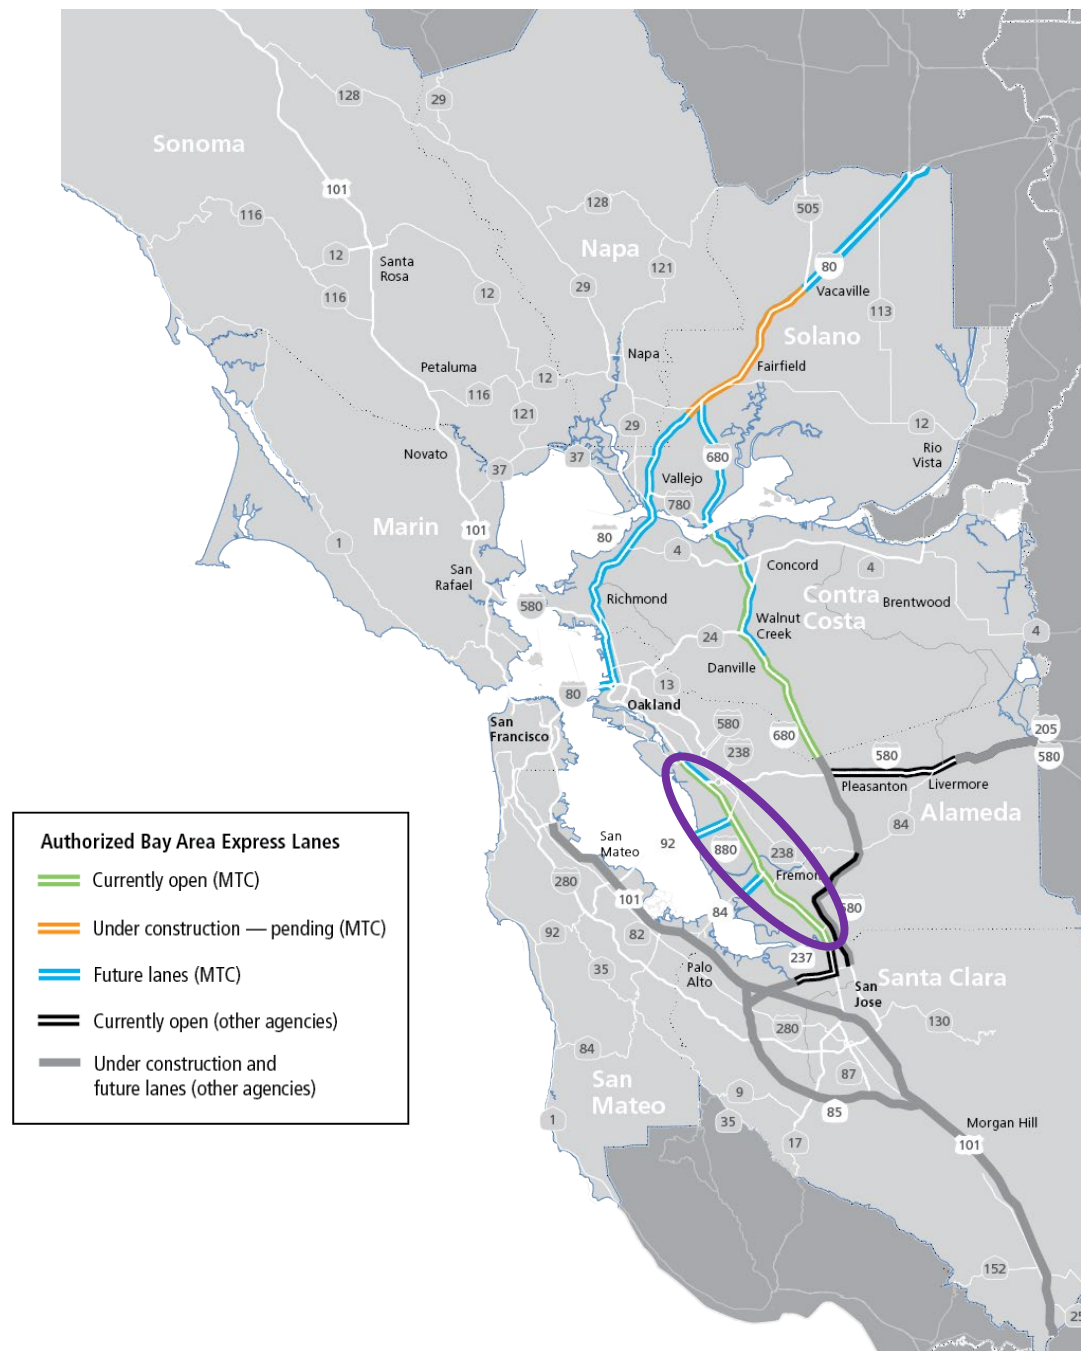 128
29
Sonoma
101
116
128
505
Napa
12
Santa
Rosa
121
80
116
12
29
Vacaville
113
Solano
Napa
Petaluma
Fairfield
12
116
121
29
12
Novato
37
37
680
Rio
Vista
Vallejo
780
Marin
101
80
1
4
San
Rafael
Concord
4
Contra
Costa
Brentwood
580
Richmond
Walnut
Creek
4
24
Danville
13
80
Oakland
San
Francisco
580
680
238
205
580
580
Pleasanton
Livermore
Alameda
84
Authorized Bay Area Express Lanes
Currently open (MTC)
Under construction — pending (MTC)
Future lanes (MTC)
Currently open (other agencies)
Under construction and
future lanes (other agencies)
San
Mateo
92
880
238
280
101
84
92
82
237
35
Palo
Alto
Santa Clara
San
Jose
280
130
84
San
Mateo
87
9
85
1
35
17
Morgan Hill
101
152